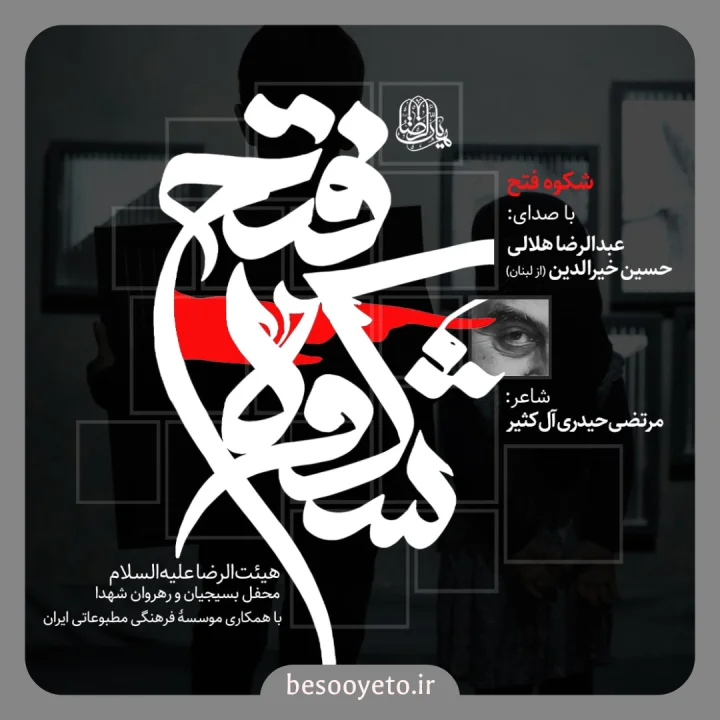 شکوه فتح
شکوه فتح
با صدای:
عبدالرضا هلالی
حسین خیرالدین (از لبنان)
شاعر:
مرتضی حیدری آل‌کثیر
هیئت الرضا علیه السلام
محفل بسیجیان و رهروان شهدا
با همکاری موسسهٔ فرهنگی مطبوعاتی ایران
besooyeto.ir